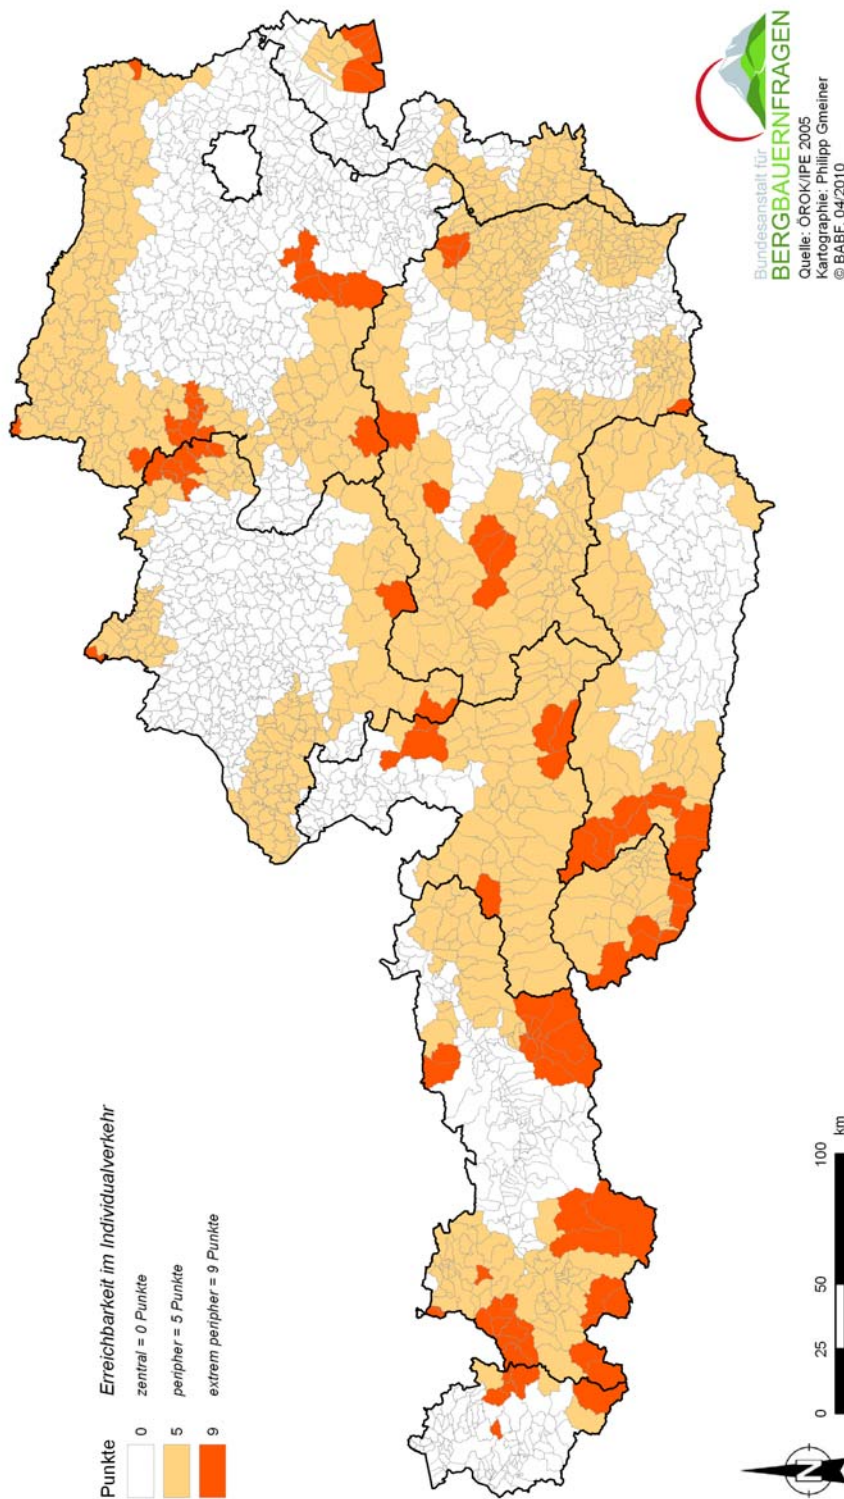 Punkte Erreichbarkeit im Individualverkehr
0 zentral = 0 Punkte
5 peripher = 5 Punkte
9 extrem peripher = 9 Punkte
N
0 25 50 100
km
Bundesanstalt für
BERGBAUERNFRAGEN
Quelle: ÖROK/IPE 2005
Kartographie: Philipp Gmeiner
© BABF, 04/2010